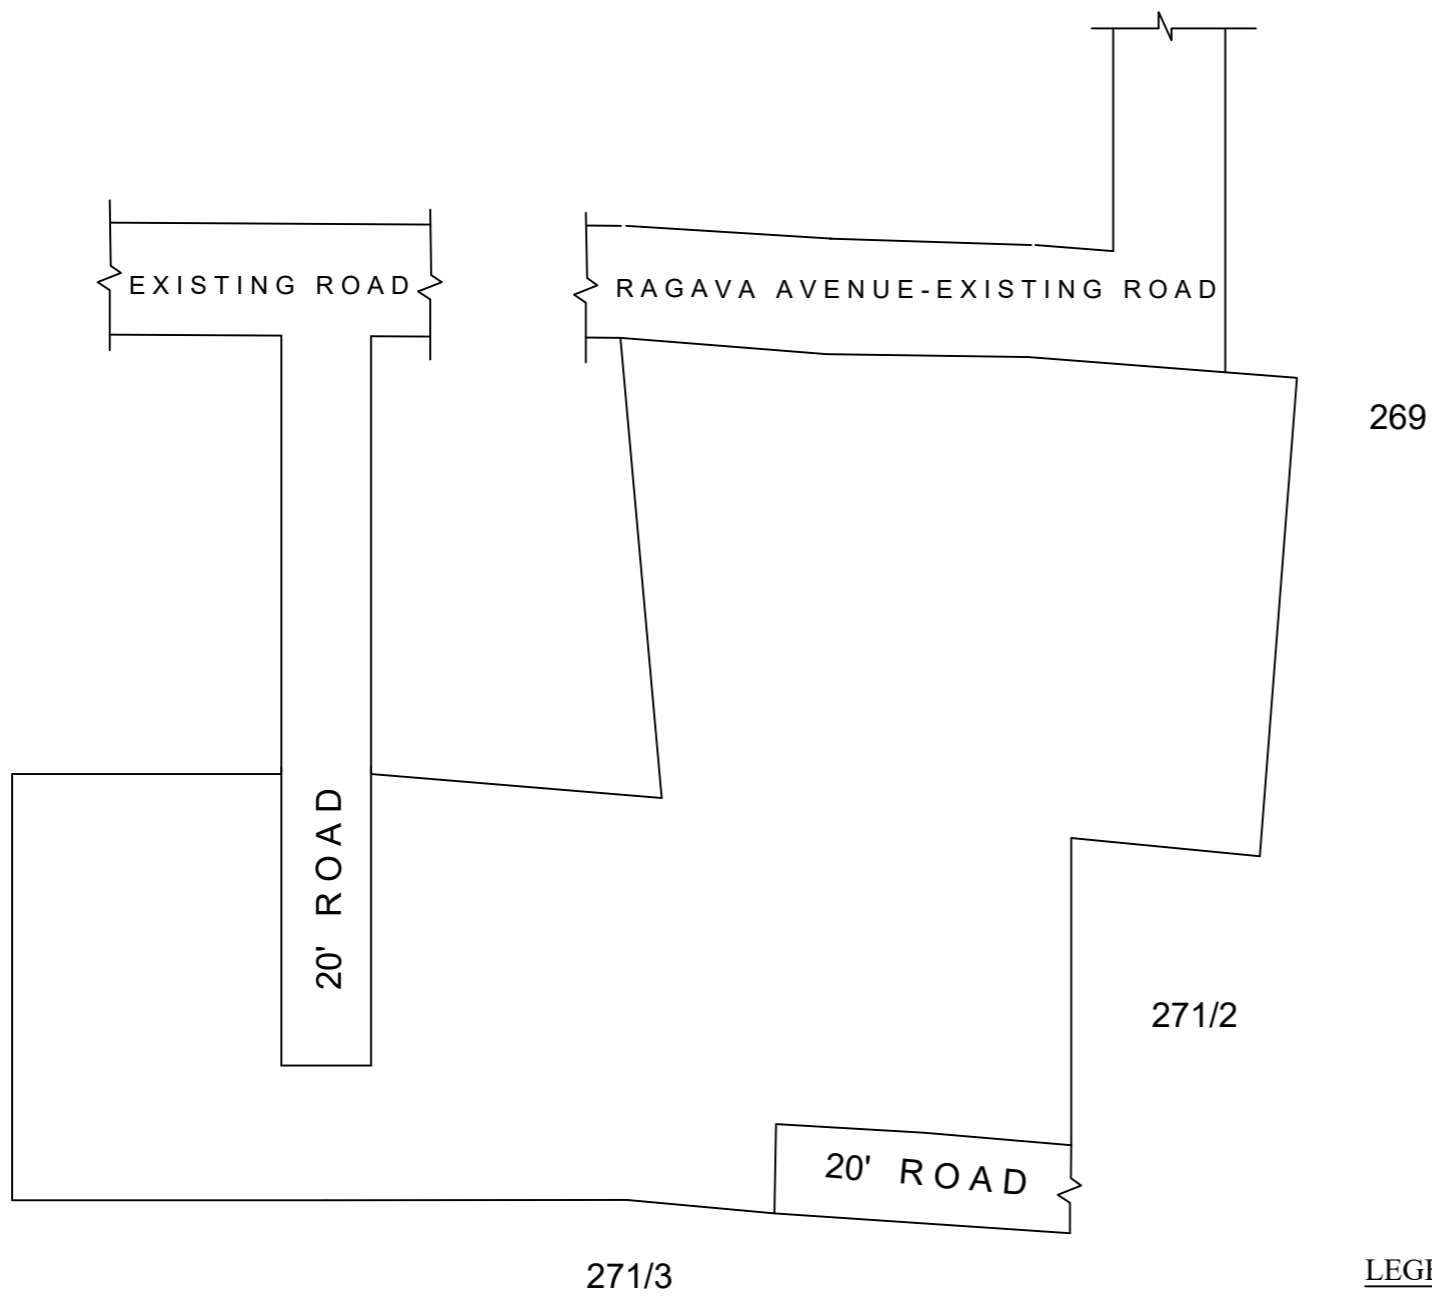 EXISTING ROAD
RAGAVA AVENUE-EXISTING ROAD
269
20' ROAD
271/2
20' ROAD
271/3